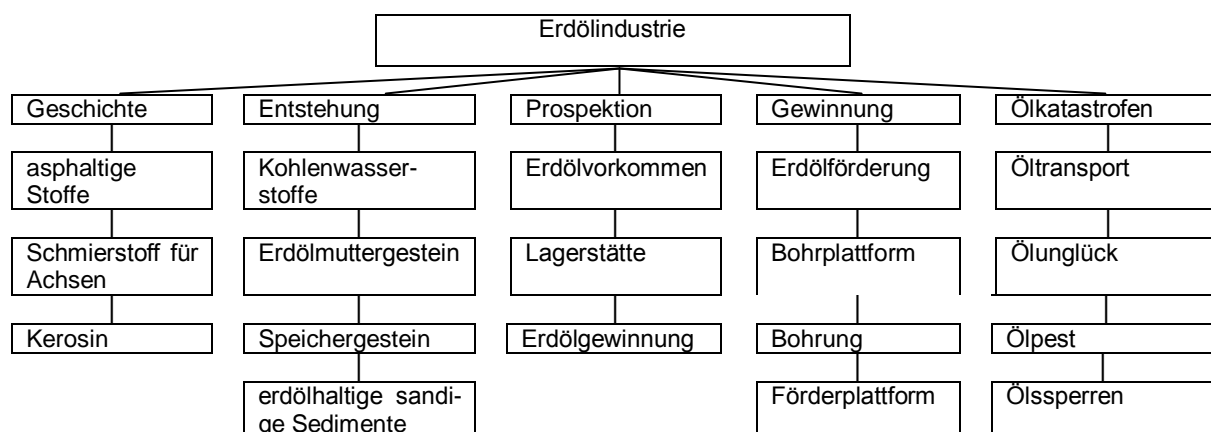 Erdölindustrie
Geschichte
Entstehung
Prospektion
Gewinnung
Ölkatastrofen
asphaltige
Stoffe
Kohlenwasser-
stoffe
Erdölvorkommen
Erdölförderung
Öltransport
Schmierstoff für
Achsen
Erdölmuttergestein
Lagerstätte
Bohrplattform
Ölunglück
Kerosin
Speichergestein
Erdölgewinnung
Bohrung
Ölpest
erdölhaltige sandi-
ge Sedimente
Förderplattform
Ölssperren